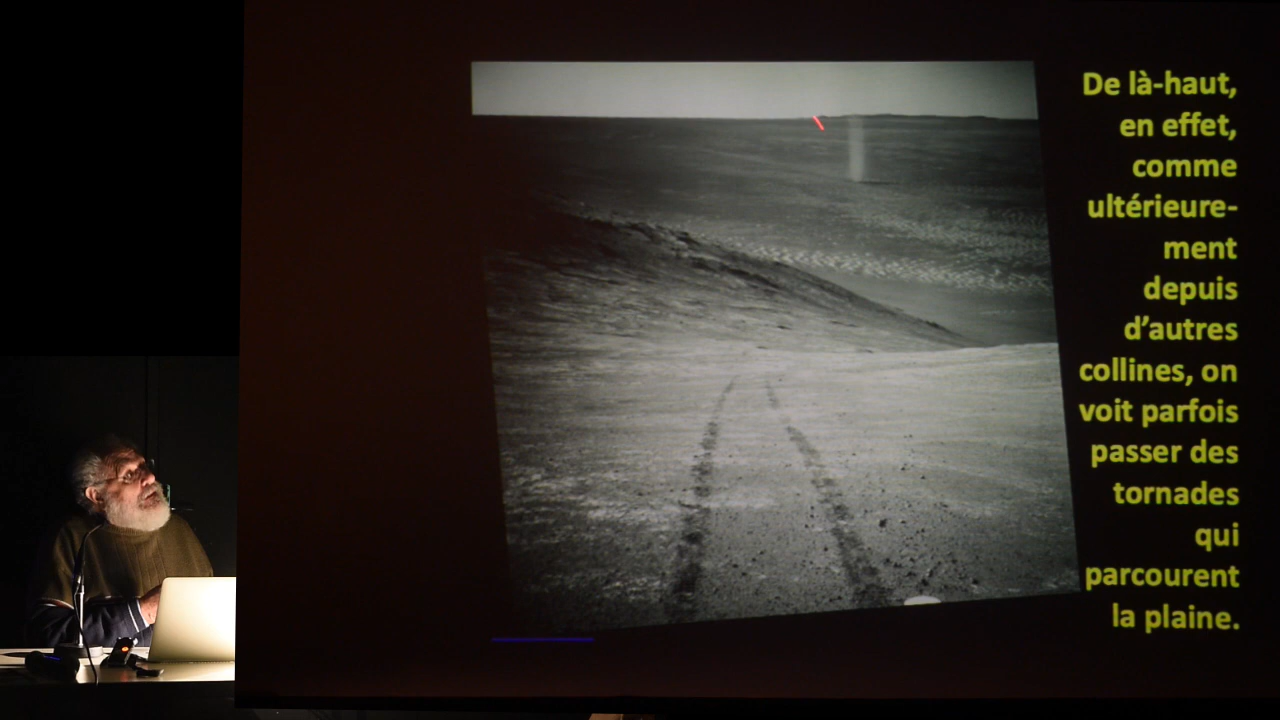 De là-haut,
en effet,
comme
ultérieure-
ment
depuis
d’autres
collines, on
voit parfois
passer des
tornades
qui
parcourent
la plaine.